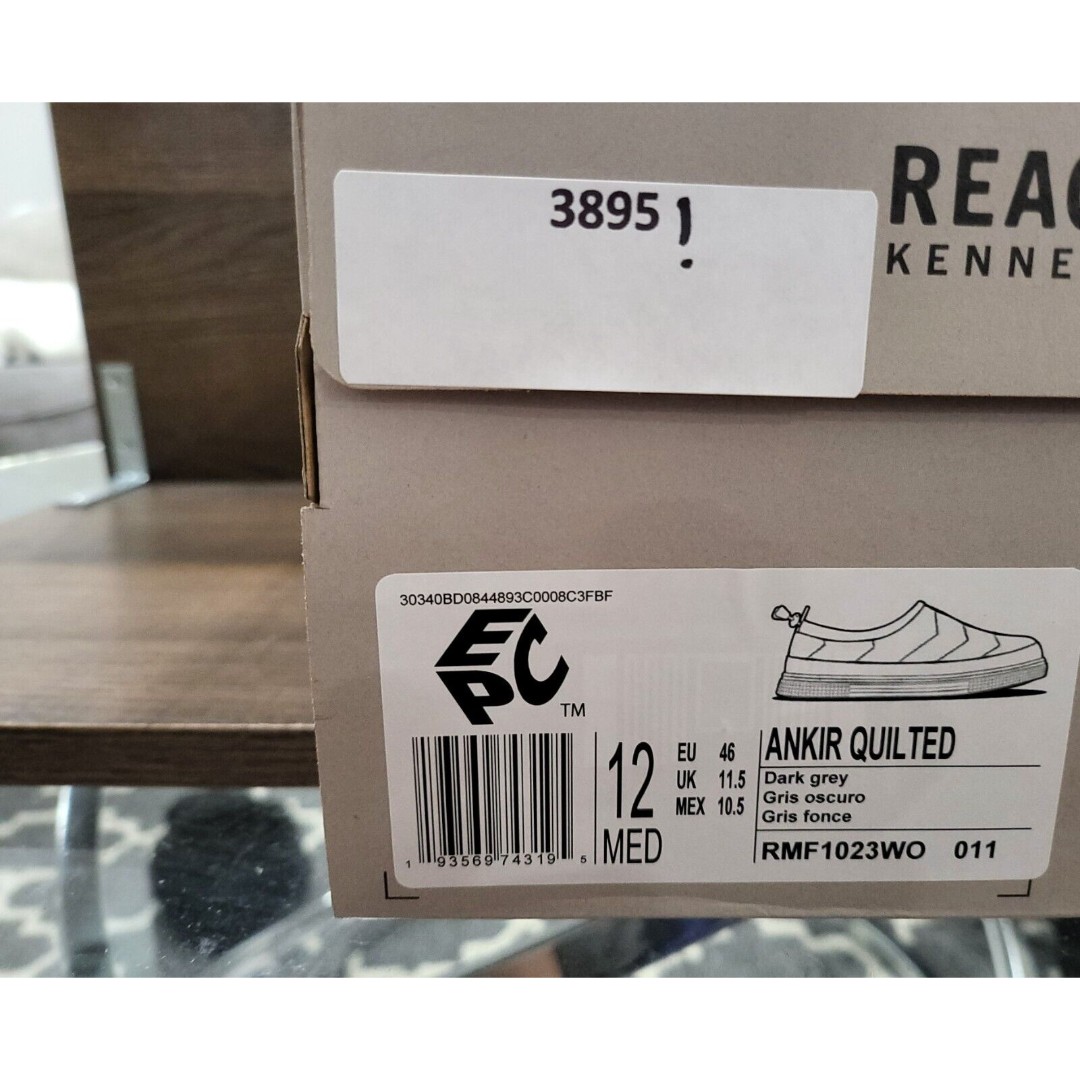 3895 !
REAC
KENNE
30340BD0844893C0008C3FBF
EPC TM
12
MED
EU 46
UK 11.5
MEX 10.5
ANKIR QUILTED
Dark grey
Gris oscuro
Gris fonce
RMF1023WO 011
1 93569 74319 5